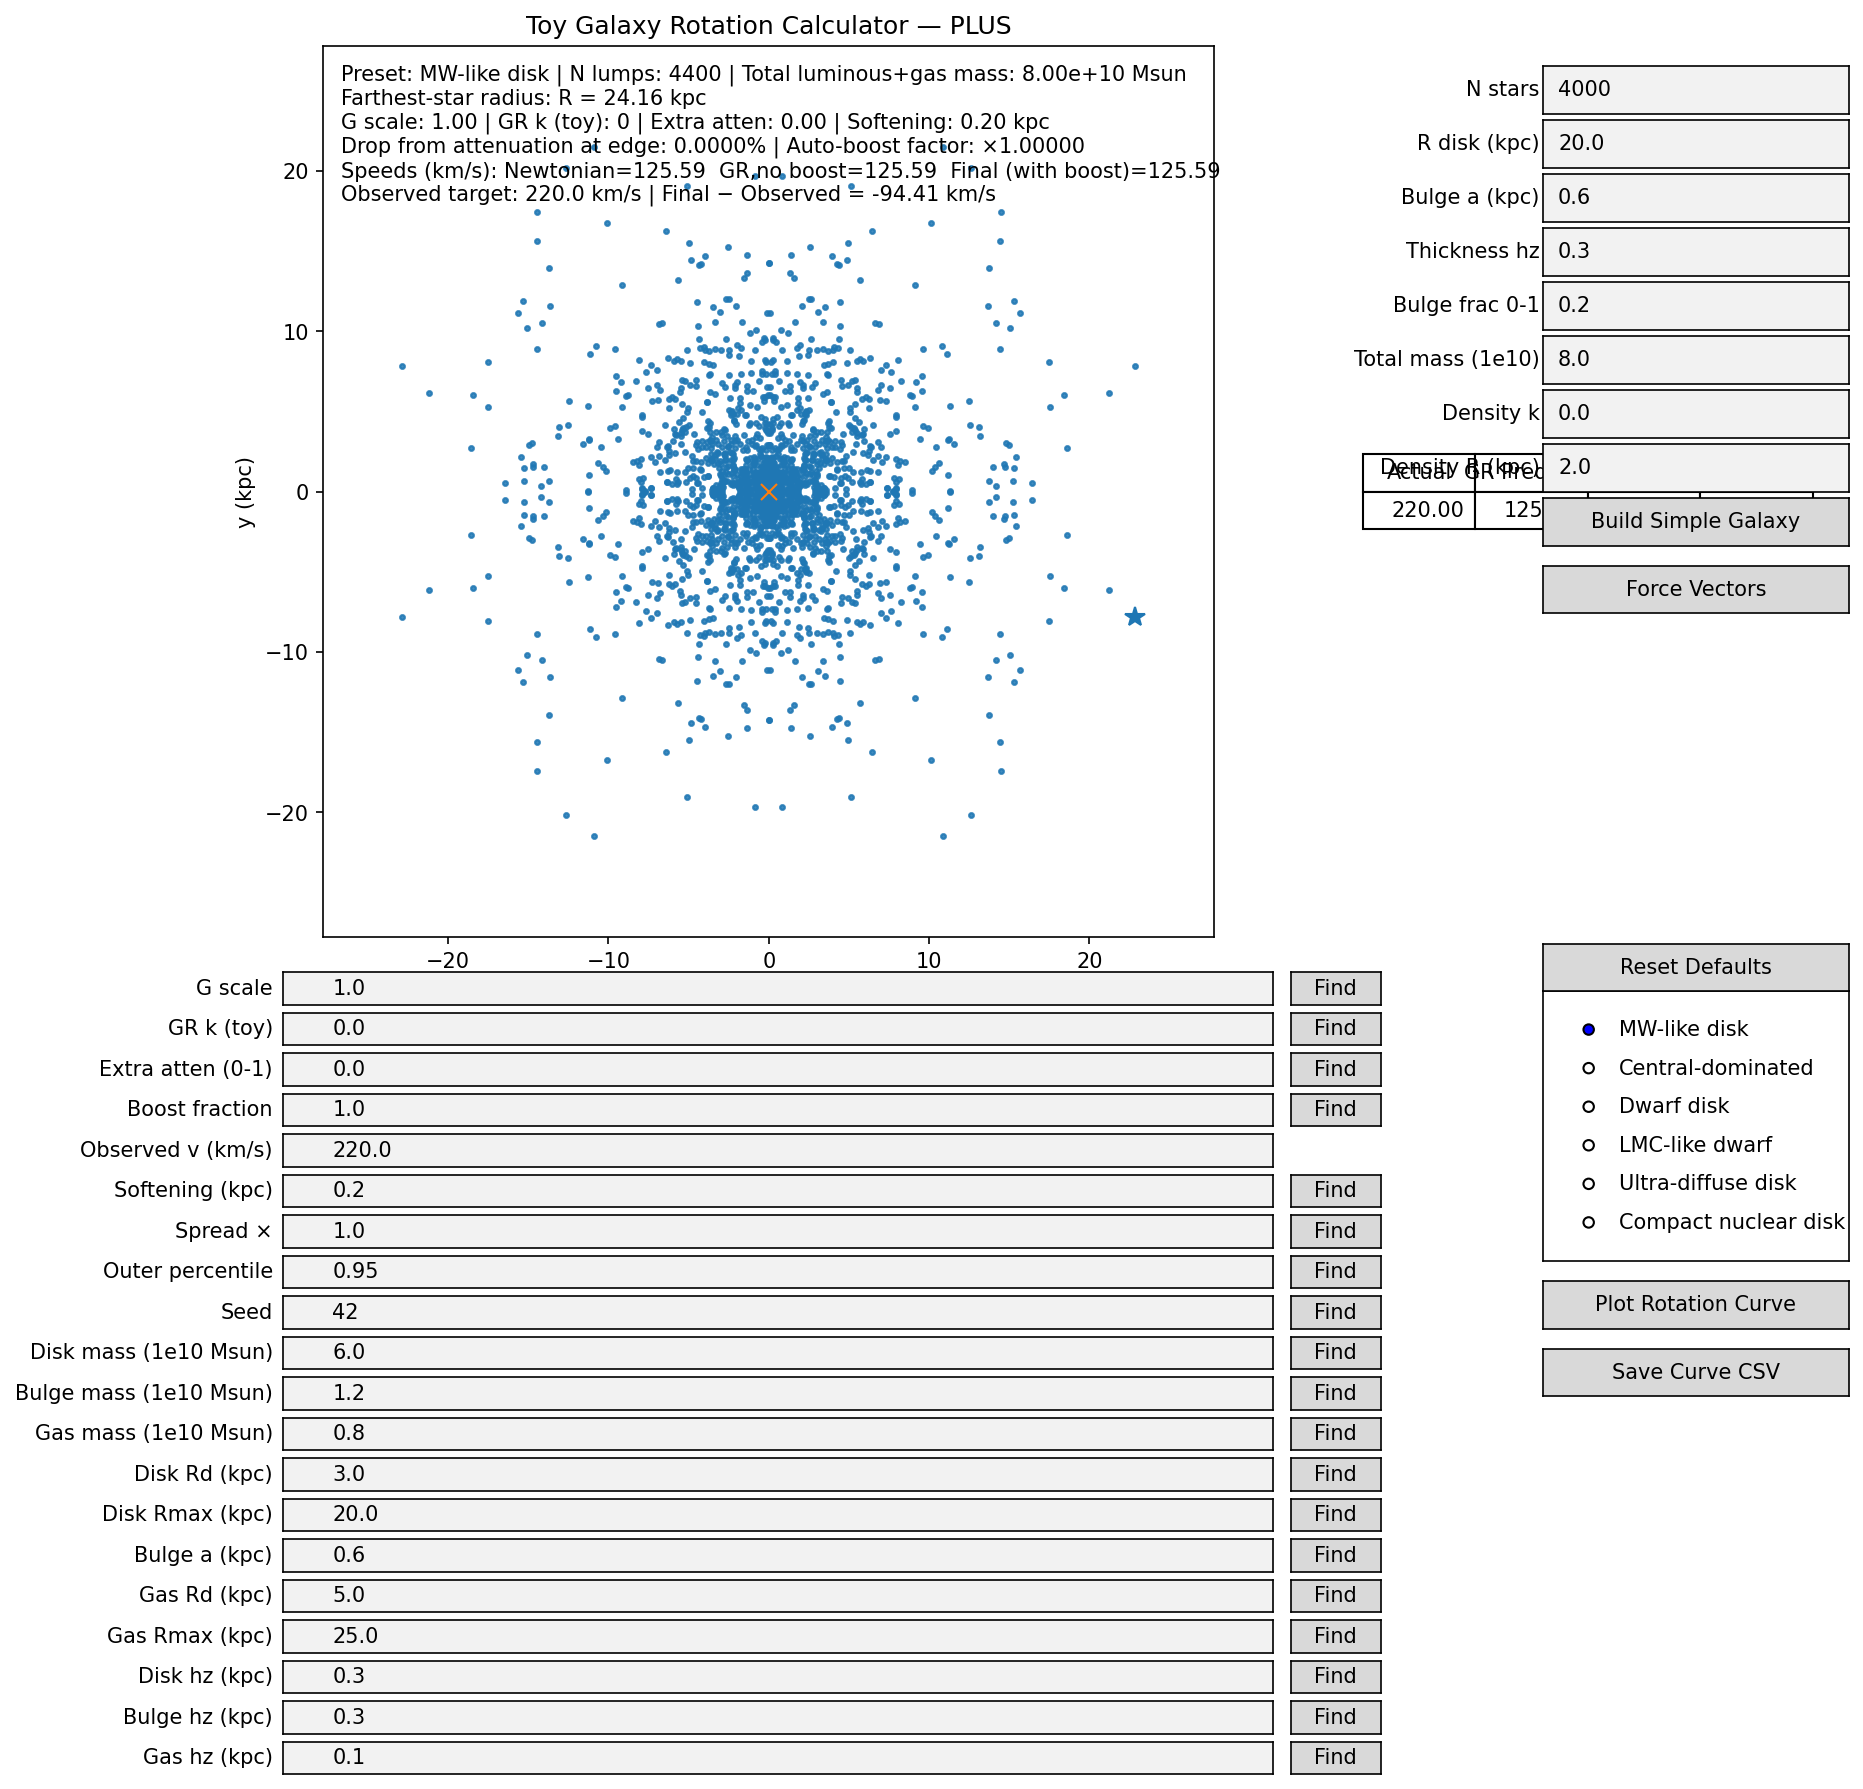 Toy Galaxy Rotation Calculator — PLUS
Preset: MW-like disk | N lumps: 4400 | Total luminous+gas mass: 8.00e+10 Msun
Farthest-star radius: R = 24.16 kpc
G scale: 1.00 | GR k (toy): 0 | Extra atten: 0.00 | Softening: 0.20 kpc
Drop from attenuation at edge: 0.0000% | Auto-boost factor: ×1.00000
Speeds (km/s): Newtonian=125.59  GR,no boost=125.59  Final (with boost)=125.59
Observed target: 220.0 km/s | Final − Observed = -94.41 km/s
20
10
0
−10
−20
y (kpc)
−20 −10 0 10 20
N stars 4000
R disk (kpc) 20.0
Bulge a (kpc) 0.6
Thickness hz 0.3
Bulge frac 0-1 0.2
Total mass (1e10) 8.0
Density k 0.0
Density R (kpc) 2.0
Actual GR Pred
220.00 125
Build Simple Galaxy
Force Vectors
G scale 1.0 Find
GR k (toy) 0.0 Find
Extra atten (0-1) 0.0 Find
Boost fraction 1.0 Find
Observed v (km/s) 220.0
Softening (kpc) 0.2 Find
Spread × 1.0 Find
Outer percentile 0.95 Find
Seed 42 Find
Disk mass (1e10 Msun) 6.0 Find
Bulge mass (1e10 Msun) 1.2 Find
Gas mass (1e10 Msun) 0.8 Find
Disk Rd (kpc) 3.0 Find
Disk Rmax (kpc) 20.0 Find
Bulge a (kpc) 0.6 Find
Gas Rd (kpc) 5.0 Find
Gas Rmax (kpc) 25.0 Find
Disk hz (kpc) 0.3 Find
Bulge hz (kpc) 0.3 Find
Gas hz (kpc) 0.1 Find
Reset Defaults
MW-like disk
Central-dominated
Dwarf disk
LMC-like dwarf
Ultra-diffuse disk
Compact nuclear disk
Plot Rotation Curve
Save Curve CSV